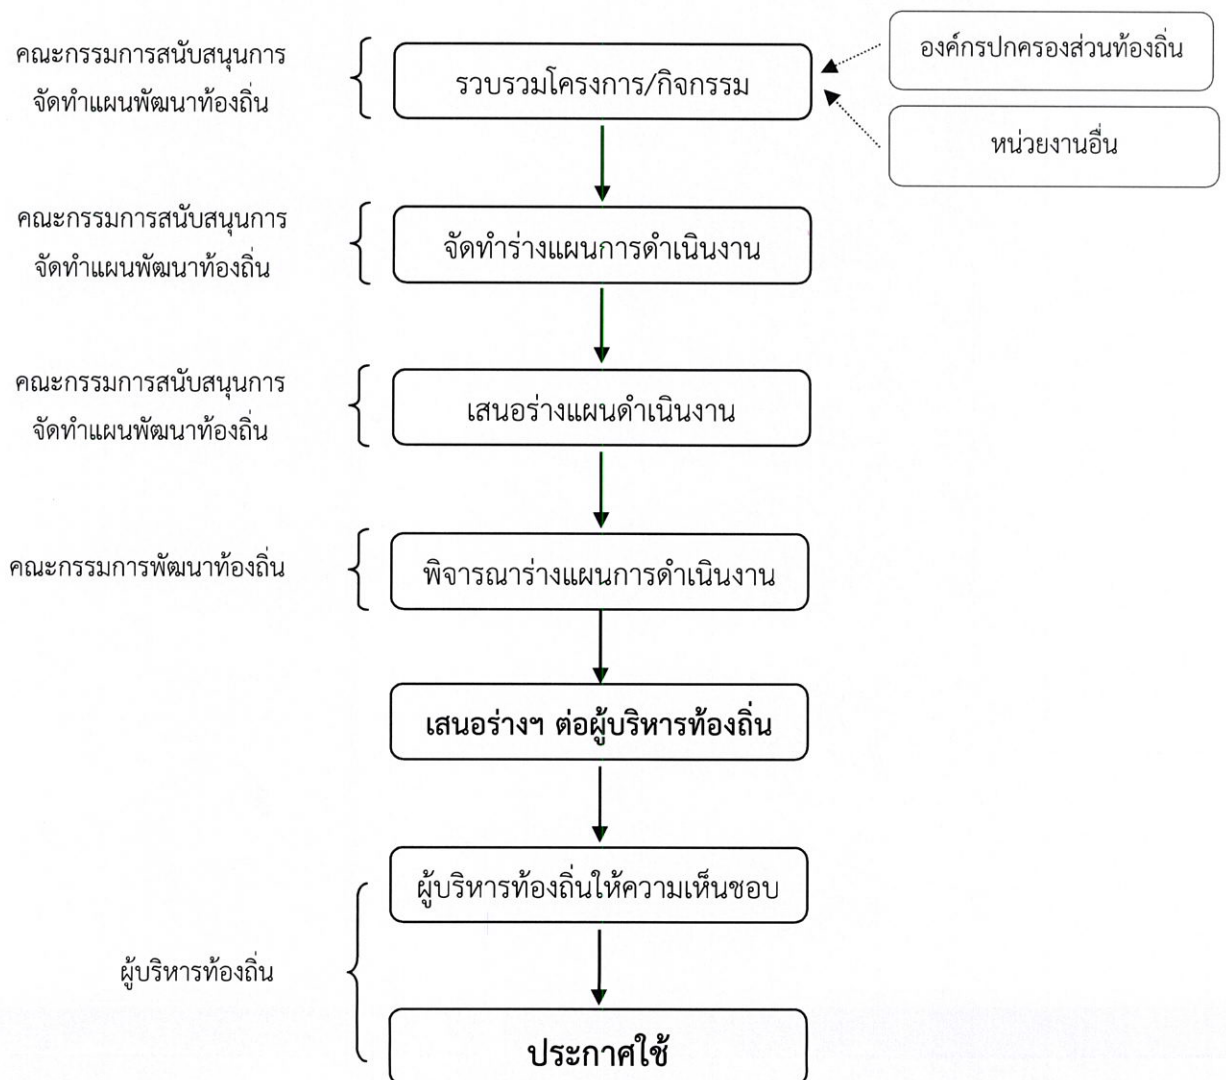 คณะกรรมการสนับสนุนการ
จัดทำแผนพัฒนาท้องถิ่น
รวบรวมโครงการ/กิจกรรม
องค์กรปกครองส่วนท้องถิ่น
หน่วยงานอื่น
คณะกรรมการสนับสนุนการ
จัดทำแผนพัฒนาท้องถิ่น
จัดทำร่างแผนการดำเนินงาน
คณะกรรมการสนับสนุนการ
จัดทำแผนพัฒนาท้องถิ่น
เสนอร่างแผนดำเนินงาน
คณะกรรมการพัฒนาท้องถิ่น
พิจารณาร่างแผนการดำเนินงาน
เสนอร่างฯ ต่อผู้บริหารท้องถิ่น
ผู้บริหารท้องถิ่นให้ความเห็นชอบ
ผู้บริหารท้องถิ่น
ประกาศใช้